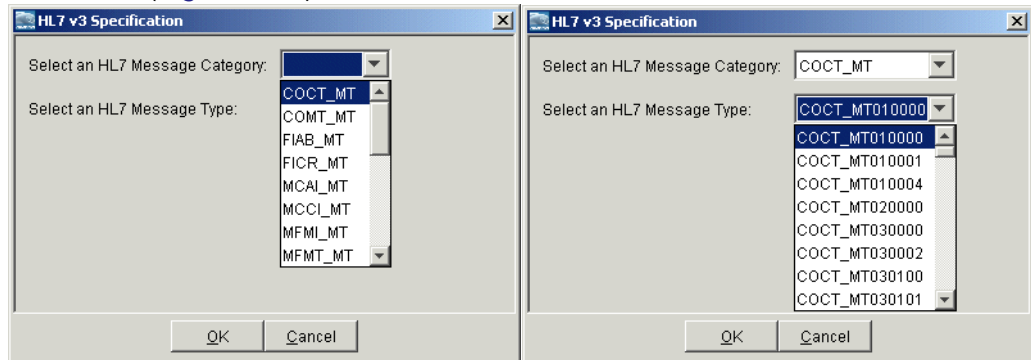 HL7 v3 Specification
Select an HL7 Message Category:
COCT_MT
Select an HL7 Message Type:
COMT_MT
FIAB_MT
FICR_MT
MCAI_MT
MCCI_MT
MFMI_MT
MFMT_MT
OK Cancel
HL7 v3 Specification
Select an HL7 Message Category: COCT_MT
Select an HL7 Message Type: COCT_MT010000
COCT_MT010000
COCT_MT010001
COCT_MT010004
COCT_MT020000
COCT_MT030000
COCT_MT030002
COCT_MT030100
COCT_MT030101
OK Cancel